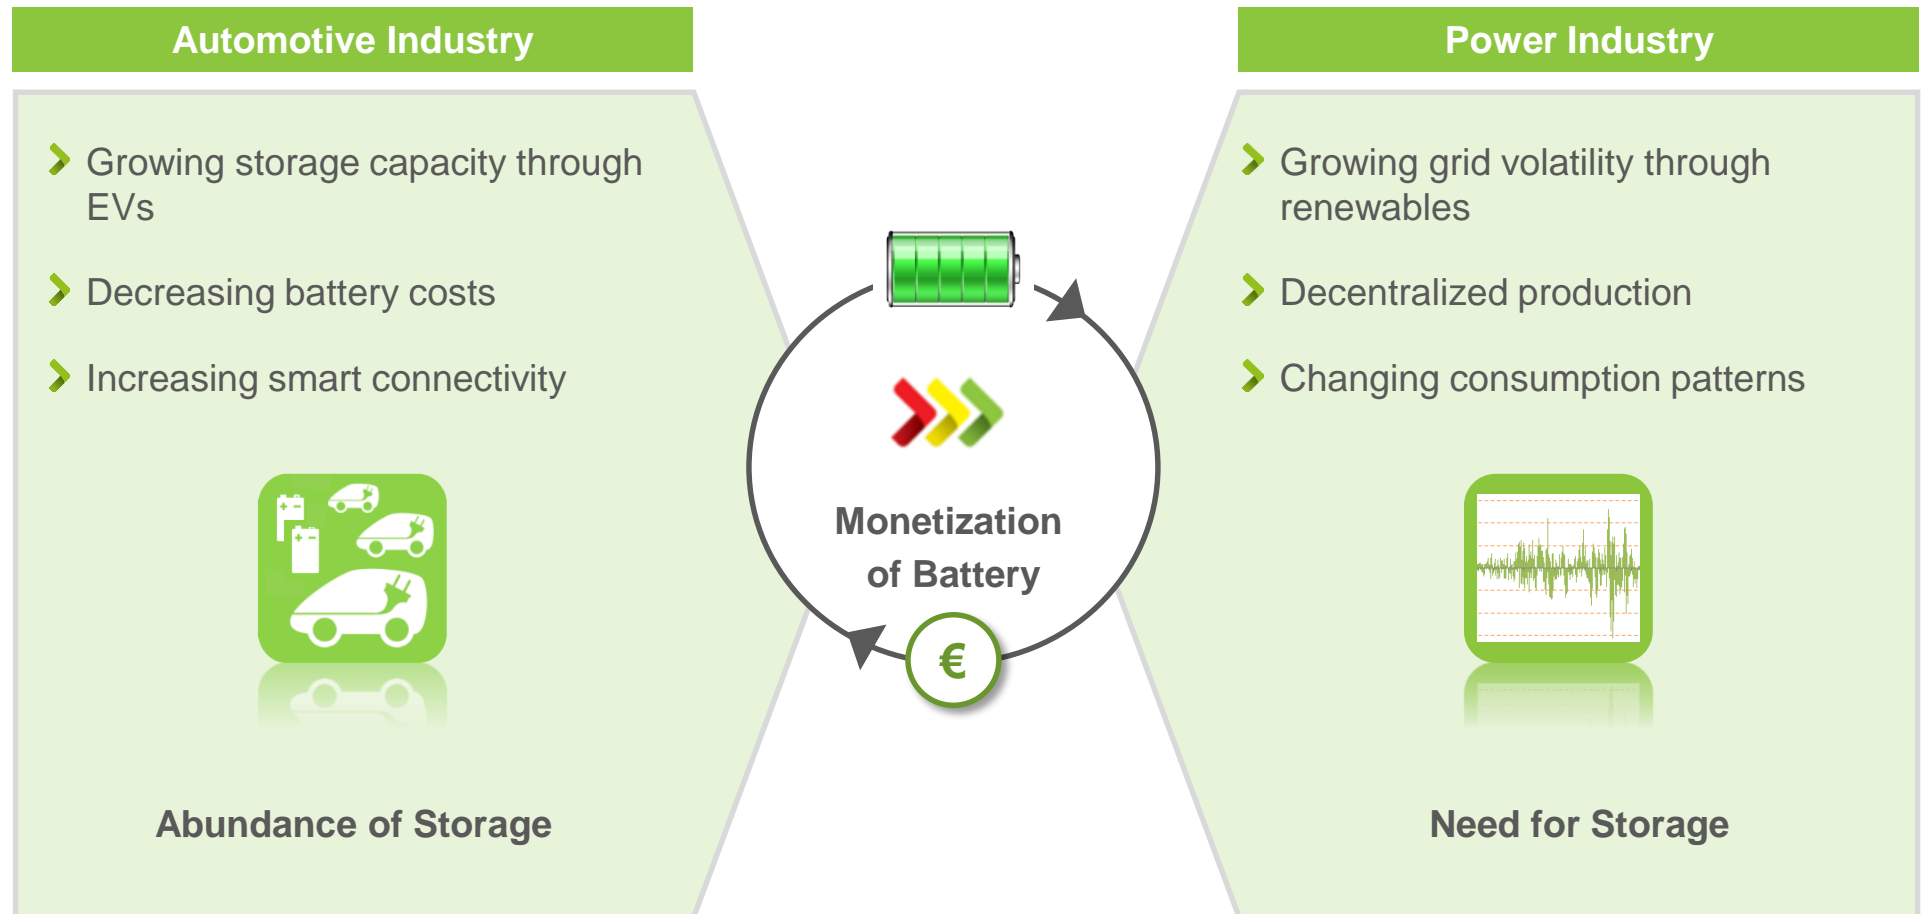 Automotive Industry
Growing storage capacity through
EVs
Decreasing battery costs
Increasing smart connectivity
Abundance of Storage
Monetization
of Battery
€
Power Industry
Growing grid volatility through
renewables
Decentralized production
Changing consumption patterns
Need for Storage